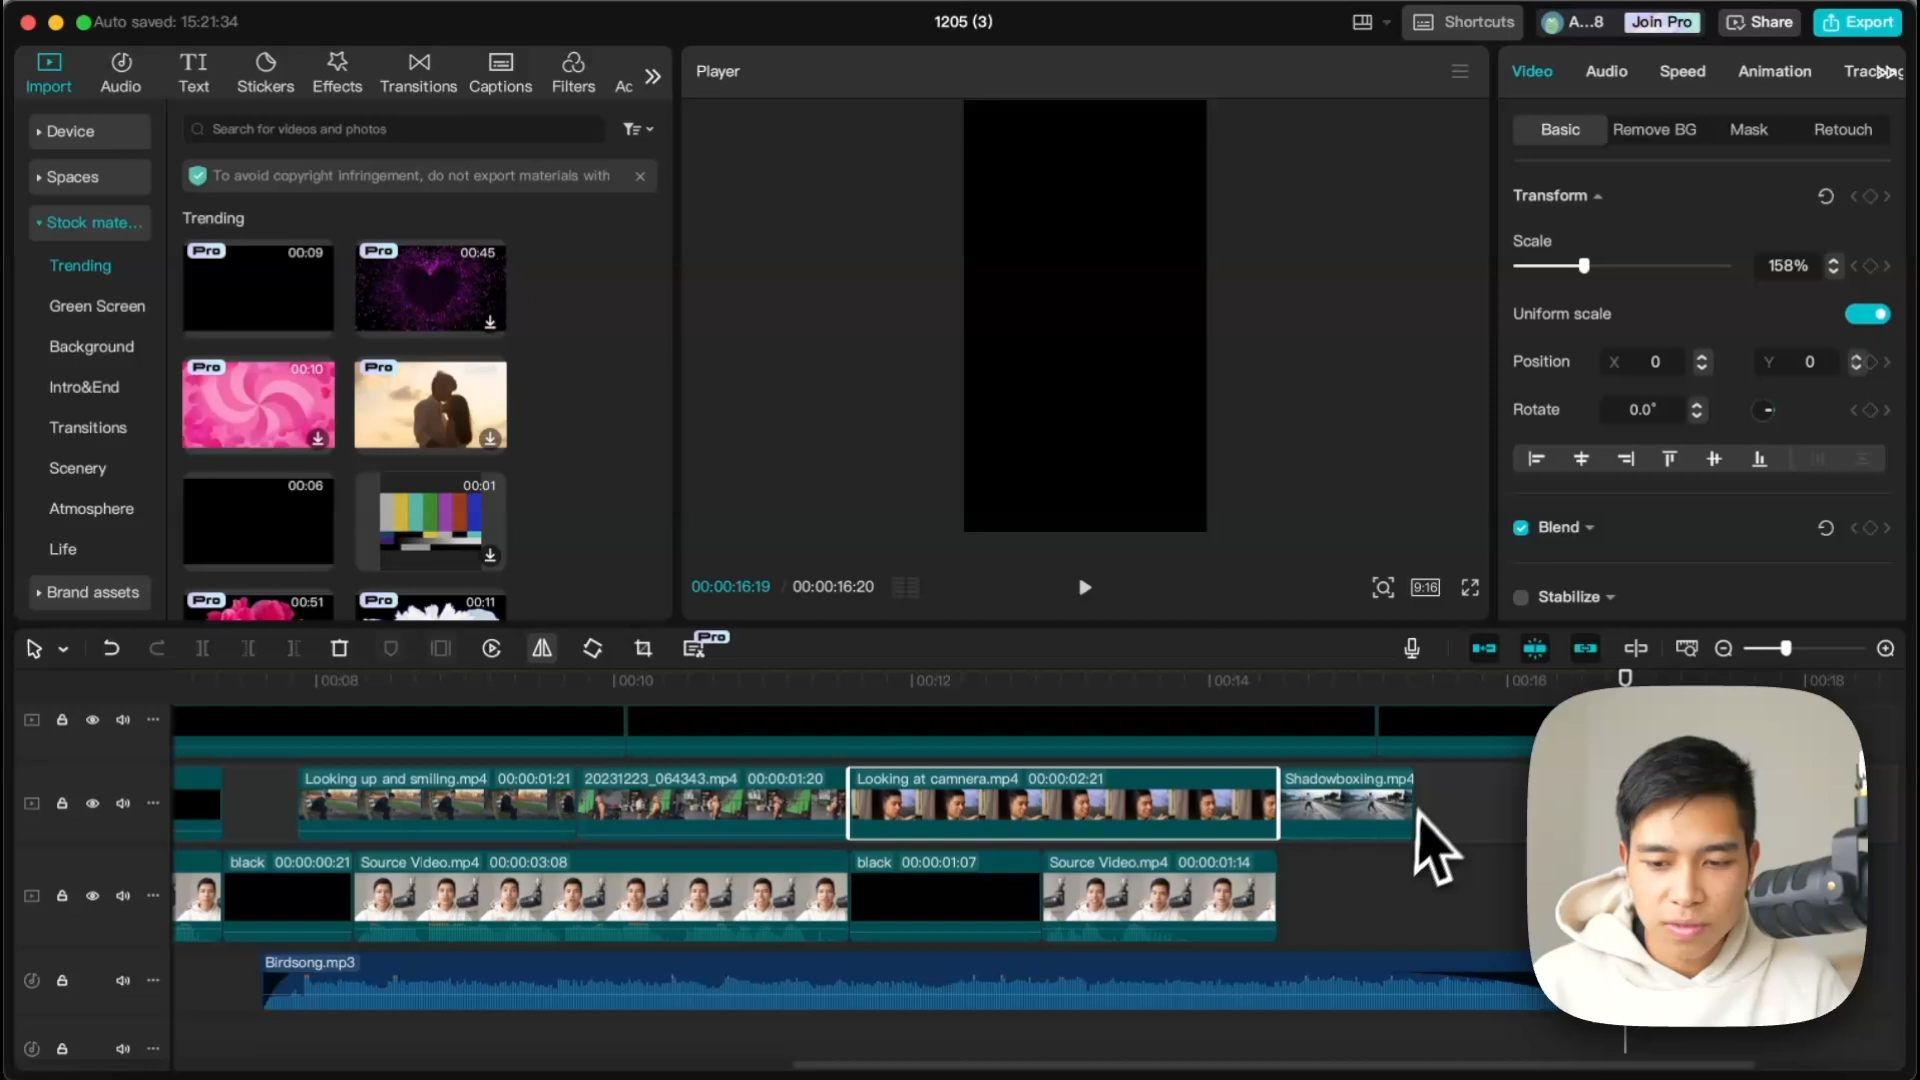 Auto saved: 15:21:34
1205 (3)
Shortcuts
A...8
Join Pro
Share
Export
Import
Audio
TI
Text
Stickers
Effects
Transitions
Captions
Filters
Ac
Player
Video
Audio
Speed
Animation
Device
Spaces
Stock mate...
Trending
Green Screen
Background
Intro&End
Transitions
Scenery
Atmosphere
Life
Brand assets
Search for videos and photos
To avoid copyright infringement, do not export materials with
Trending
Pro 00:09
Pro 00:45
Pro 00:10
Pro
00:06
00:01
Pro 00:51
Pro 00:11
00:00:16:19 / 00:00:16:20
9:16
Basic
Remove BG
Mask
Retouch
Transform
Scale
158%
Uniform scale
Position X 0 Y 0
Rotate 0.0°
Blend
Stabilize
Pro
00:08
00:10
00:12
00:14
00:16
00:18
Looking up and smiling.mp4 00:00:01:21
20231223_064343.mp4 00:00:01:20
Looking at camnera.mp4 00:00:02:21
Shadowboxiing.mp4
black 00:00:00:21
Source Video.mp4 00:00:03:08
black 00:00:01:07
Source Video.mp4 00:00:01:14
Birdsong.mp3